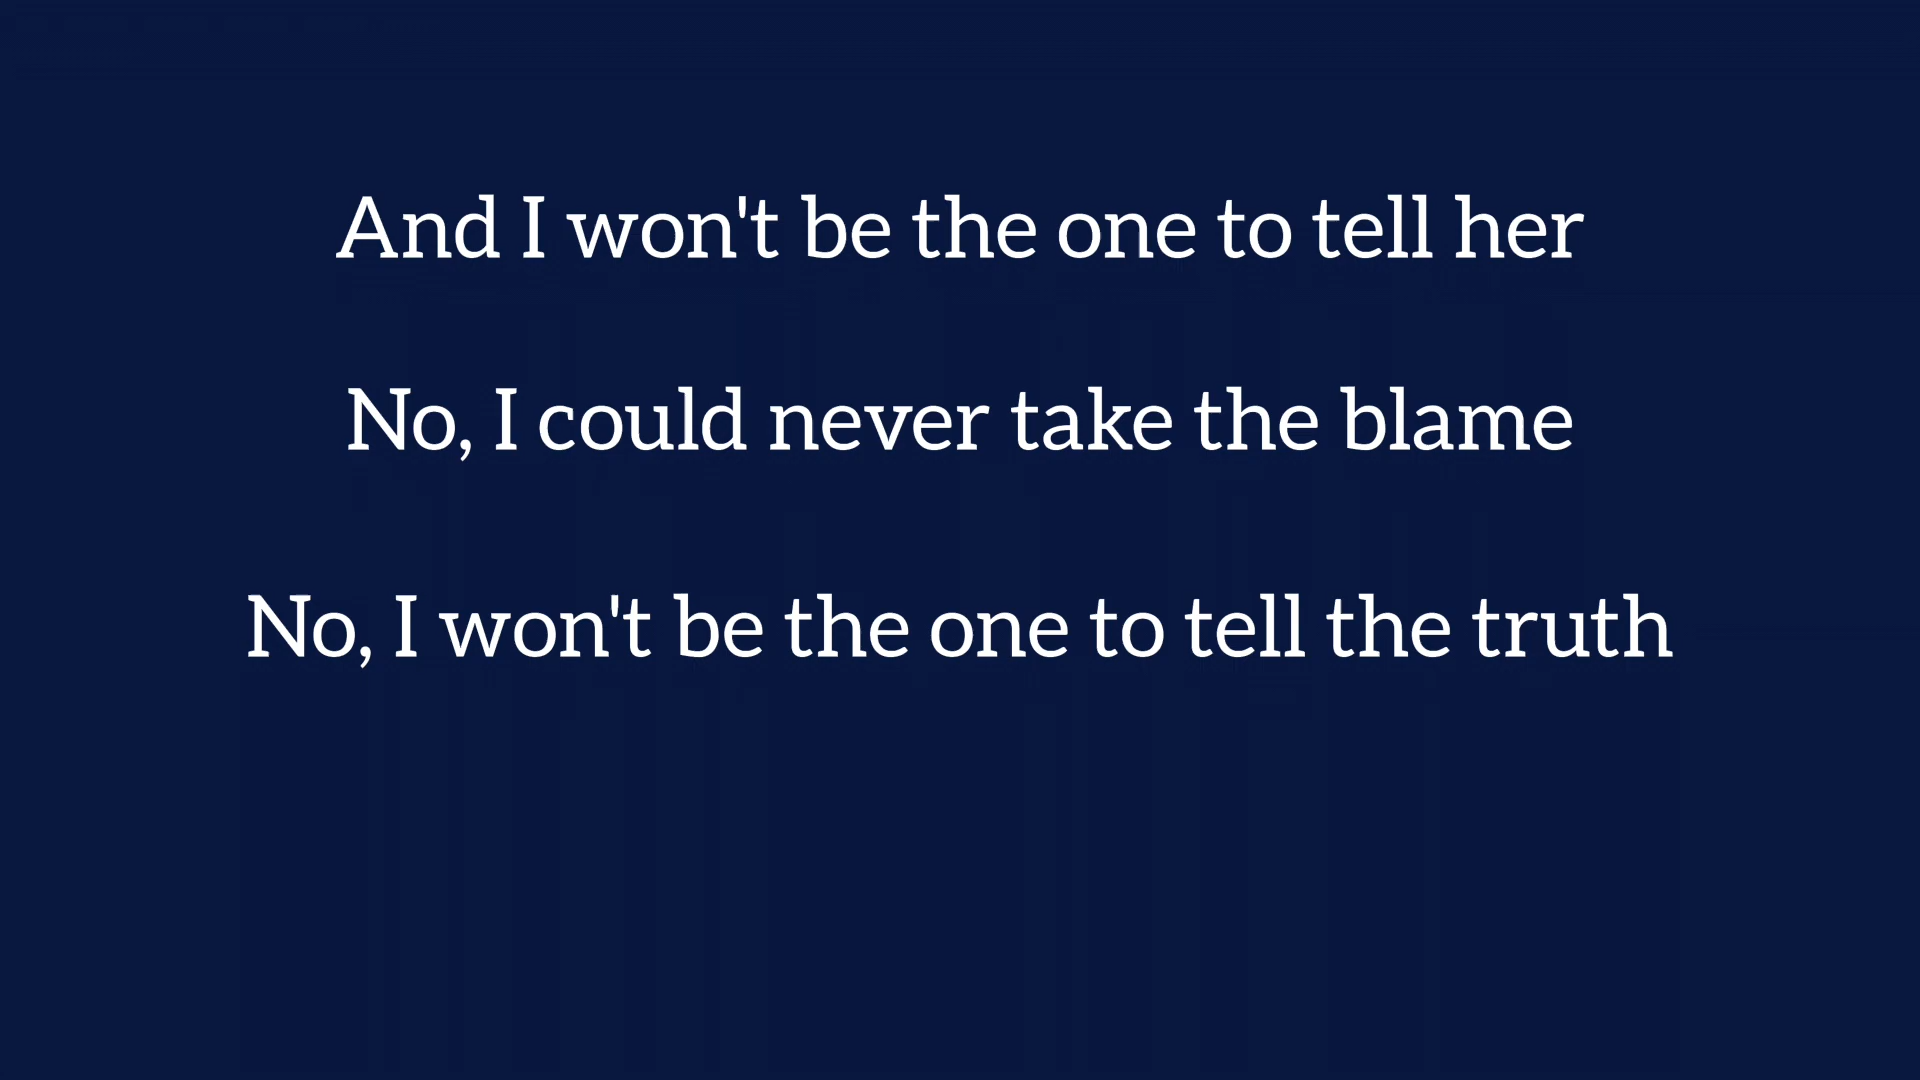 And I won't be the one to tell her
No, I could never take the blame
No, I won't be the one to tell the truth